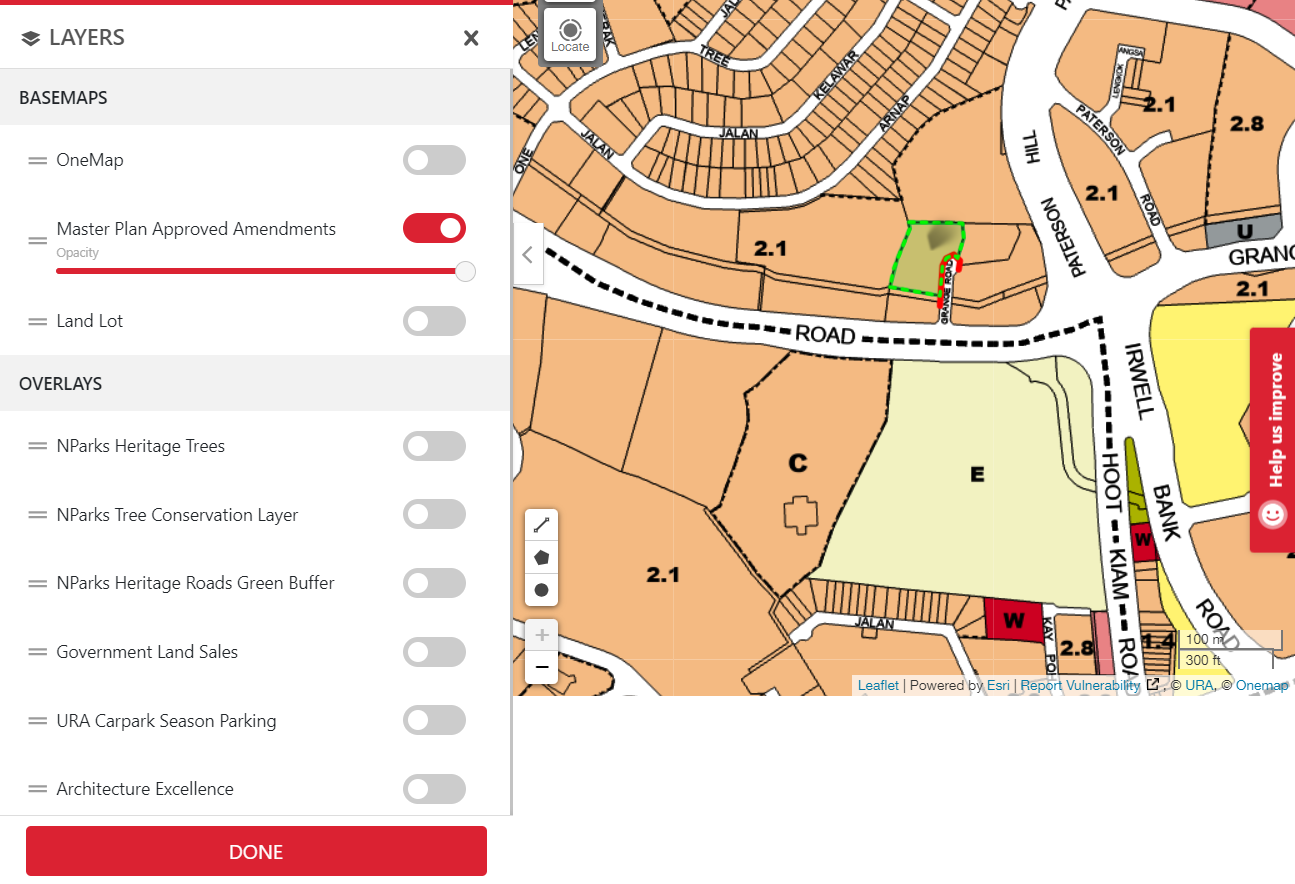 LAYERS
BASEMAPS
OneMap
Master Plan Approved Amendments
Opacity
Land Lot
OVERLAYS
NParks Heritage Trees
NParks Tree Conservation Layer
NParks Heritage Roads Green Buffer
Government Land Sales
URA Carpark Season Parking
Architecture Excellence
DONE
Locate
TREE
KELAWAR
JALAN
ARNAP
JALAN
ONE
ANGSA
LENGKOK
2.1
2.8
PATERSON
ROAD
HILL
PATERSON
2.1
U
GRANG
2.1
2.1
GRANGE ROAD
ROAD
IRWELL
BANK
ROAD
C
E
HOOT
KIAM
ROA
W
2.1
JALAN
W
KAY
POH
2.8
1.4
Help us improve
100 m
300 ft
Leaflet | Powered by Esri | Report Vulnerability , © URA, © Onemap